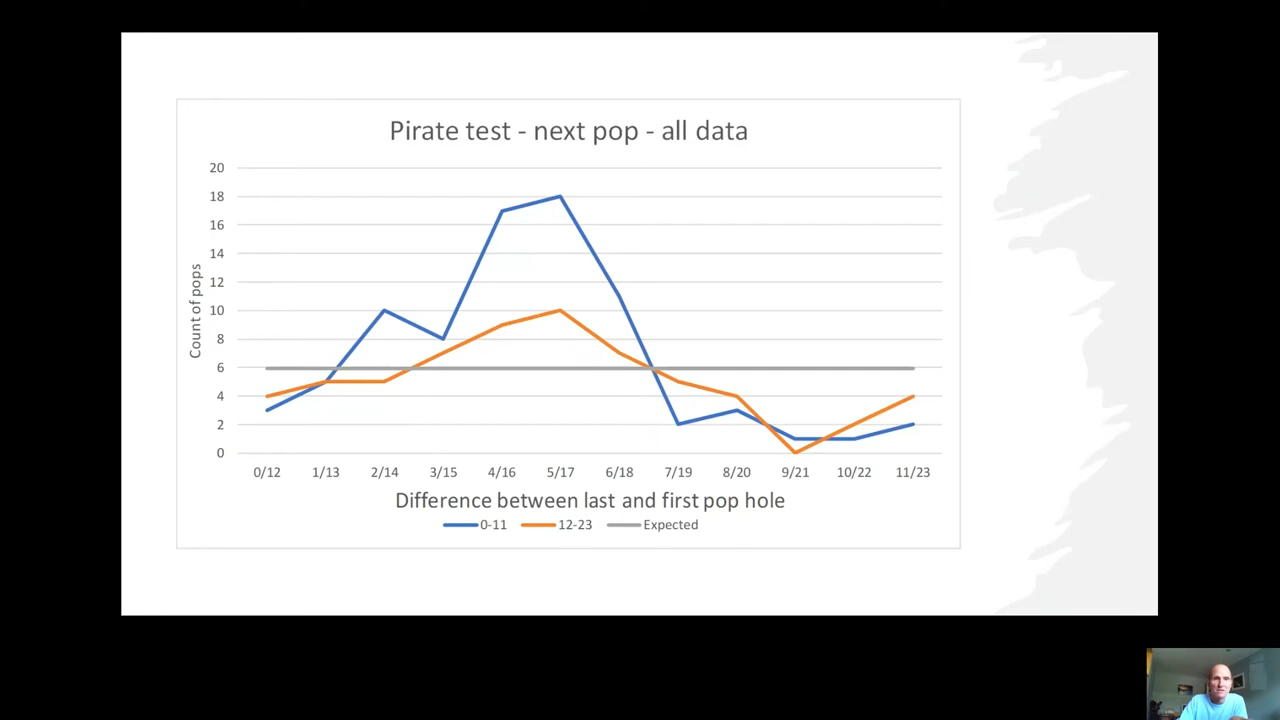 Pirate test - next pop - all data
20
18
16
14
12
10
8
6
4
2
0
Count of pops
0/12 1/13 2/14 3/15 4/16 5/17 6/18 7/19 8/20 9/21 10/22 11/23
Difference between last and first pop hole
0-11 12-23 Expected